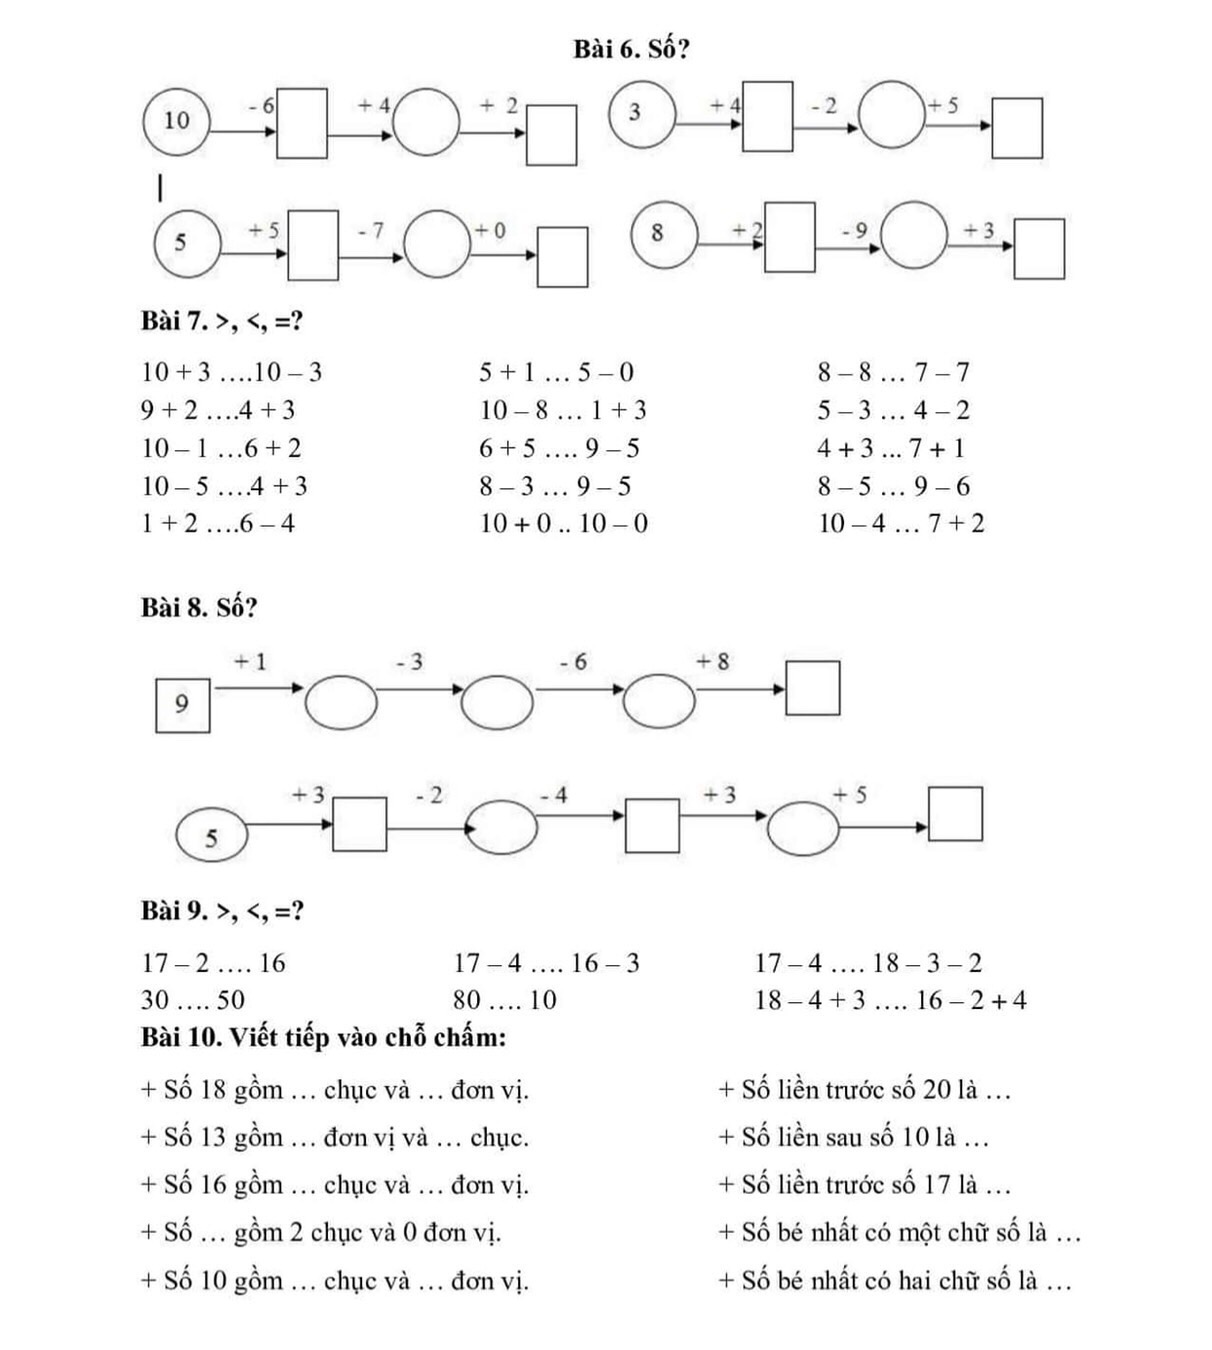 Bài 6. Số?
10 - 6 + 4 + 2 3 + 4 - 2 + 5
5 + 5 - 7 + 0 8 + 2 - 9 + 3
Bài 7. >, <, =?
10 + 3 ....10 – 3 5 + 1 ... 5 – 0 8 – 8 ... 7 – 7
9 + 2 ....4 + 3 10 – 8 ... 1 + 3 5 – 3 ... 4 – 2
10 – 1 ...6 + 2 6 + 5 .... 9 – 5 4 + 3 ... 7 + 1
10 – 5 ....4 + 3 8 – 3 ... 9 – 5 8 – 5 ... 9 – 6
1 + 2 ....6 – 4 10 + 0 .. 10 – 0 10 – 4 ... 7 + 2
Bài 8. Số?
9 + 1 - 3 - 6 + 8
5 + 3 - 2 - 4 + 3 + 5
Bài 9. >, <, =?
17 – 2 .... 16 17 – 4 .... 16 – 3 17 – 4 .... 18 – 3 – 2
30 .... 50 80 .... 10 18 – 4 + 3 .... 16 – 2 + 4
Bài 10. Viết tiếp vào chỗ chấm:
+ Số 18 gồm ... chục và ... đơn vị. + Số liền trước số 20 là ...
+ Số 13 gồm ... đơn vị và ... chục. + Số liền sau số 10 là ...
+ Số 16 gồm ... chục và ... đơn vị. + Số liền trước số 17 là ...
+ Số ... gồm 2 chục và 0 đơn vị. + Số bé nhất có một chữ số là ...
+ Số 10 gồm ... chục và ... đơn vị. + Số bé nhất có hai chữ số là ...